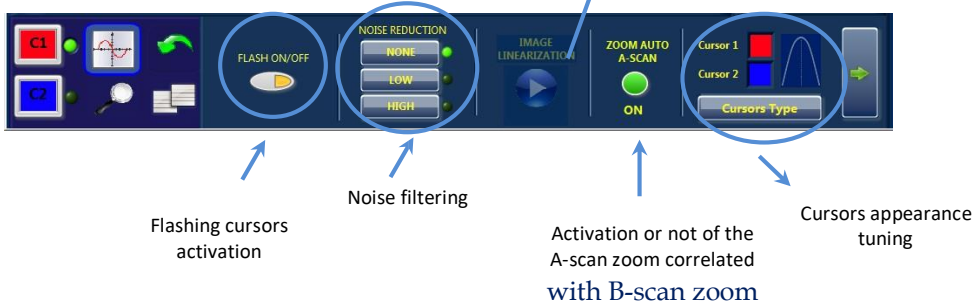 C1
C2
FLASH ON/OFF
NOISE REDUCTION
NONE
LOW
HIGH
IMAGE
LINEARIZATION
ZOOM AUTO
A-SCAN
ON
Cursor 1
Cursor 2
Cursors Type
Flashing cursors
activation
Noise filtering
Activation or not of the
A-scan zoom correlated
with B-scan zoom
Cursors appearance
tuning